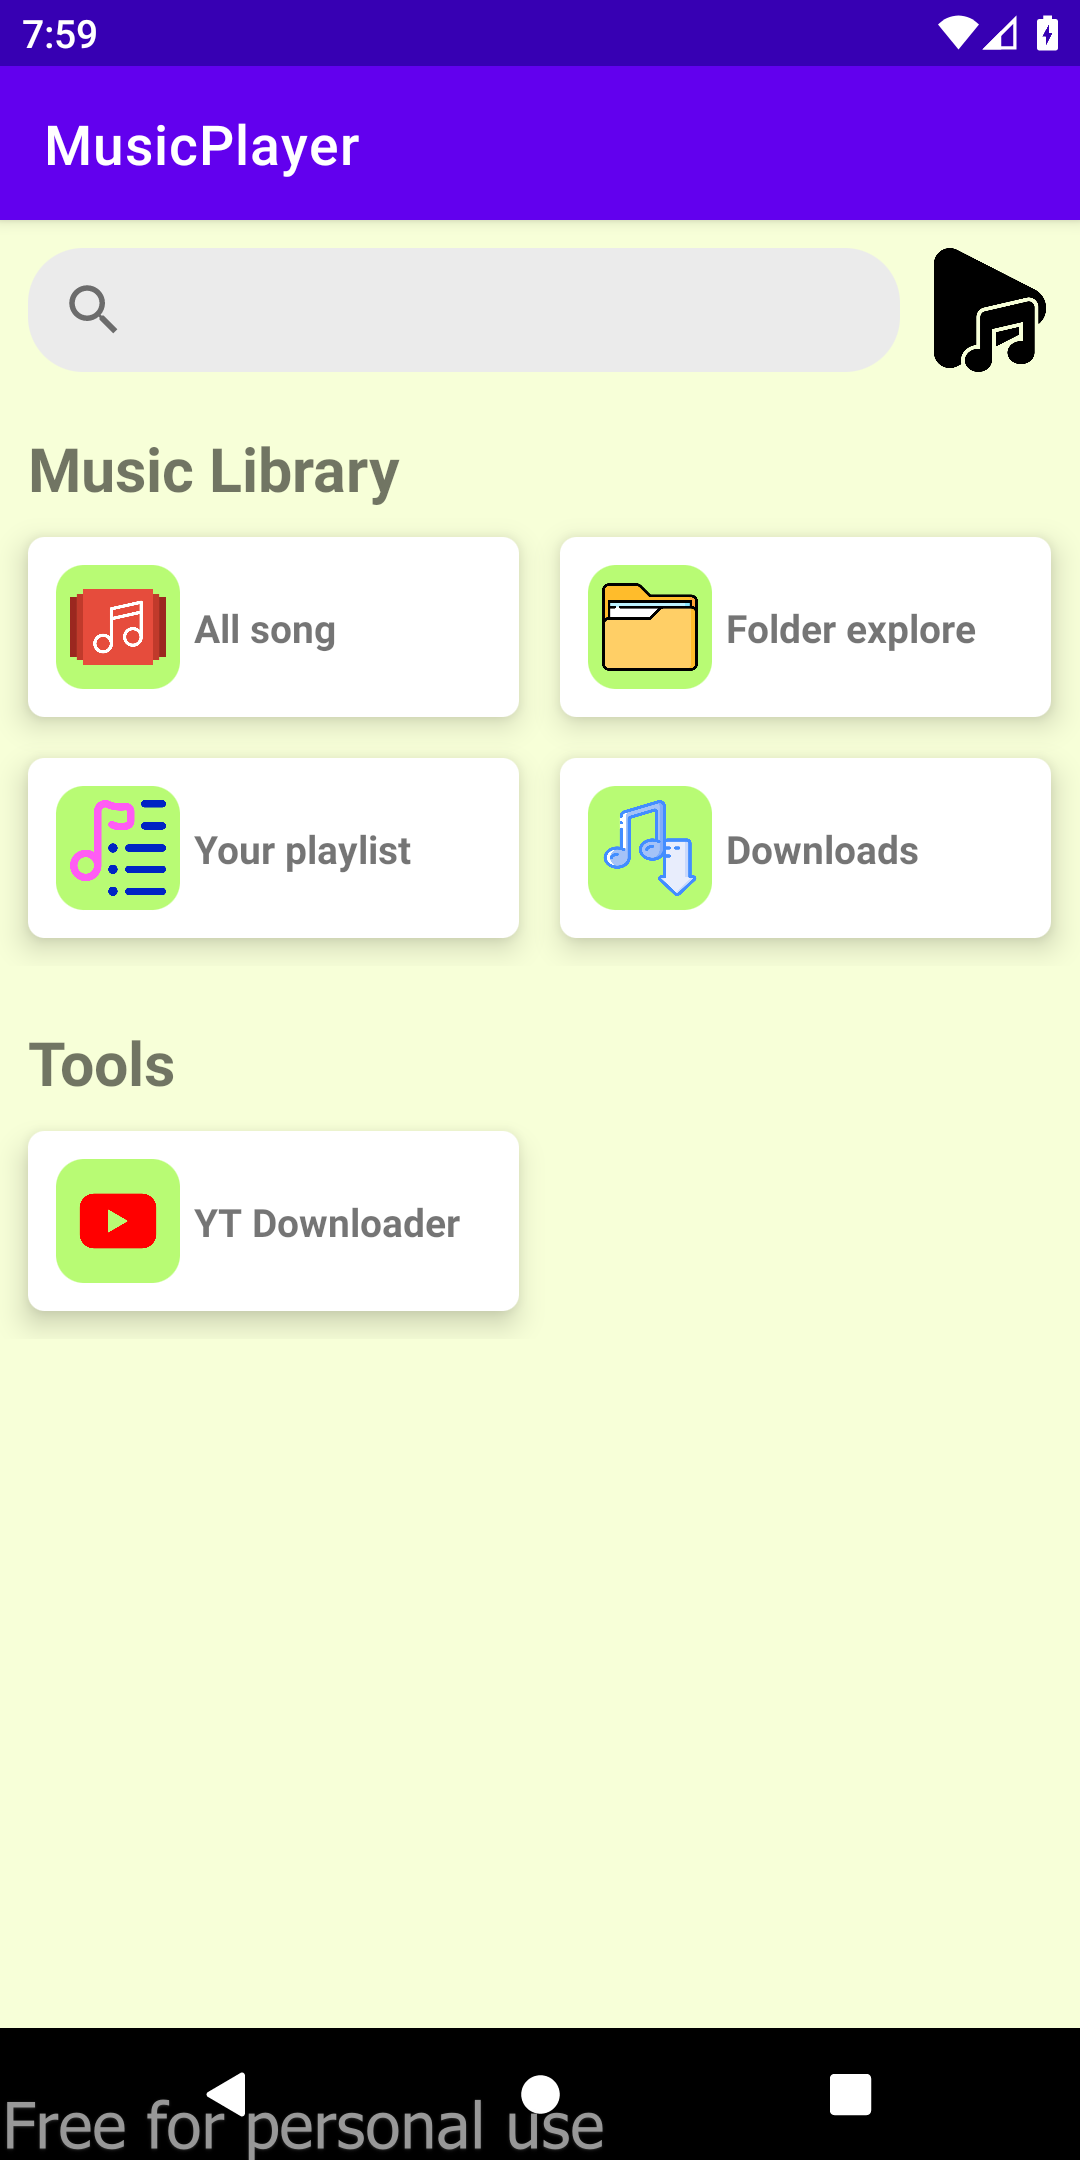 7:59
MusicPlayer
Music Library
All song
Folder explore
Your playlist
Downloads
Tools
YT Downloader
Free for personal use